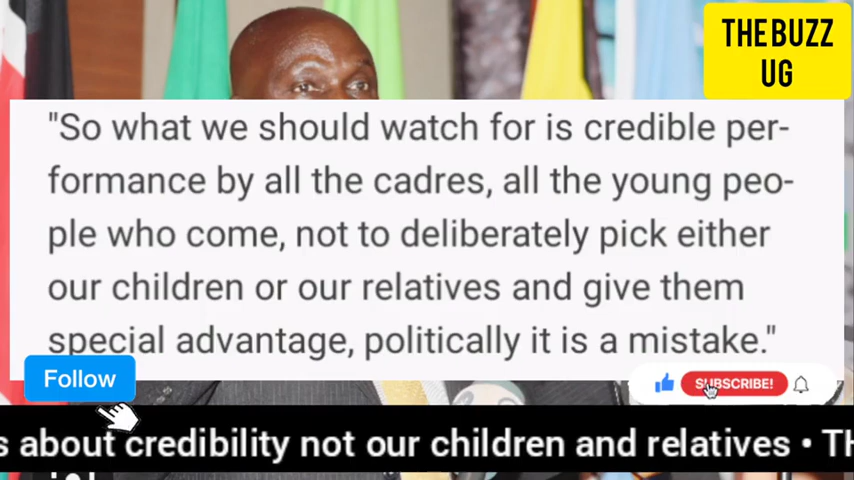 THE BUZZ
UG
"So what we should watch for is credible per-
formance by all the cadres, all the young peo-
ple who come, not to deliberately pick either
our children or our relatives and give them
special advantage, politically it is a mistake."
Follow
SUBSCRIBE!
s about credibility not our children and relatives • TH